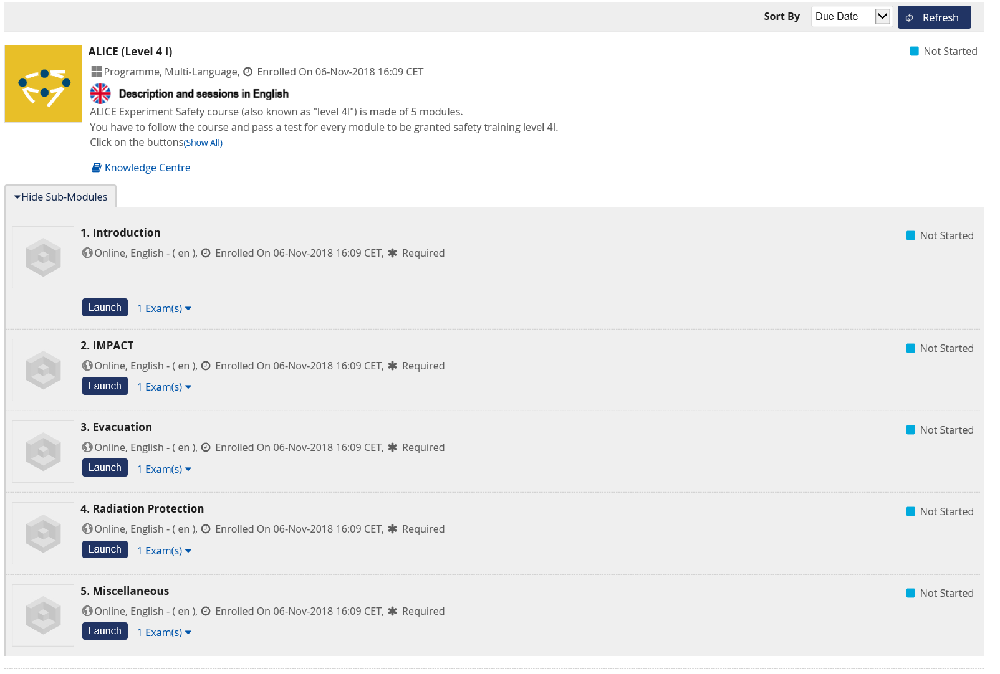 Sort By Due Date Refresh
ALICE (Level 4 I) Not Started
Programme, Multi-Language, Enrolled On 06-Nov-2018 16:09 CET
Description and sessions in English
ALICE Experiment Safety course (also known as "level 4I") is made of 5 modules.
You have to follow the course and pass a test for every module to be granted safety training level 4I.
Click on the buttons(Show All)
Knowledge Centre
Hide Sub-Modules
1. Introduction Not Started
Online, English - ( en ), Enrolled On 06-Nov-2018 16:09 CET, ✱ Required
Launch 1 Exam(s)
2. IMPACT Not Started
Online, English - ( en ), Enrolled On 06-Nov-2018 16:09 CET, ✱ Required
Launch 1 Exam(s)
3. Evacuation Not Started
Online, English - ( en ), Enrolled On 06-Nov-2018 16:09 CET, ✱ Required
Launch 1 Exam(s)
4. Radiation Protection Not Started
Online, English - ( en ), Enrolled On 06-Nov-2018 16:09 CET, ✱ Required
Launch 1 Exam(s)
5. Miscellaneous Not Started
Online, English - ( en ), Enrolled On 06-Nov-2018 16:09 CET, ✱ Required
Launch 1 Exam(s)